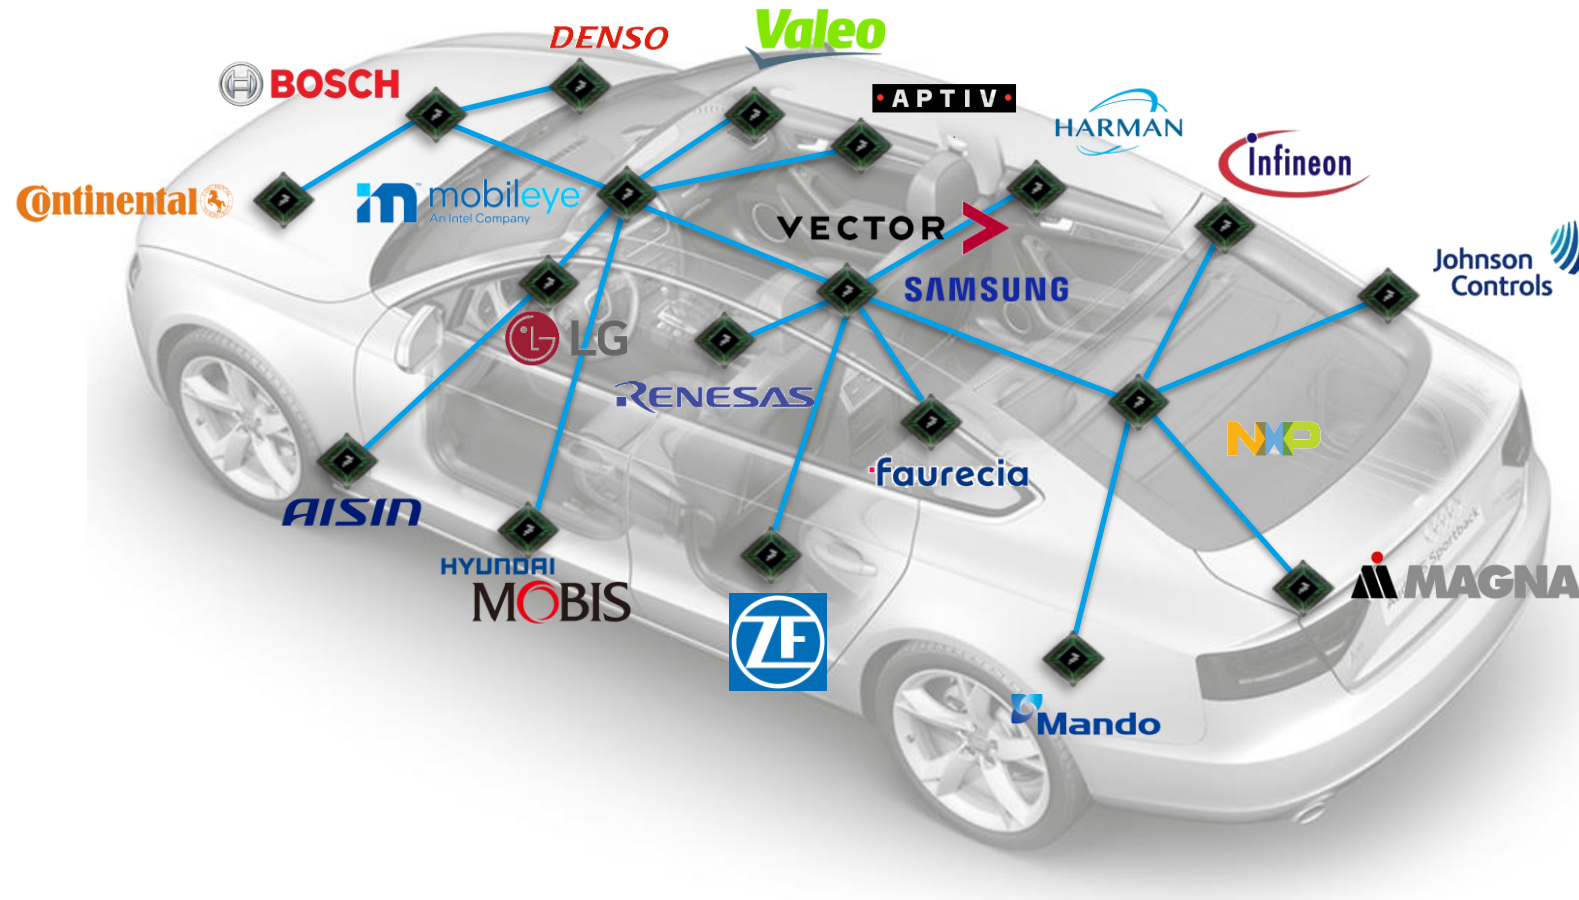 DENSO
Valeo
BOSCH
APTIV
HARMAN
infineon
Continental
mobileye
An Intel Company
VECTOR
SAMSUNG
Johnson
Controls
LG
RENESAS
NXP
faurecia
AISIN
HYUNDAI
MOBIS
MAGNA
ZF
Mando
Sportback